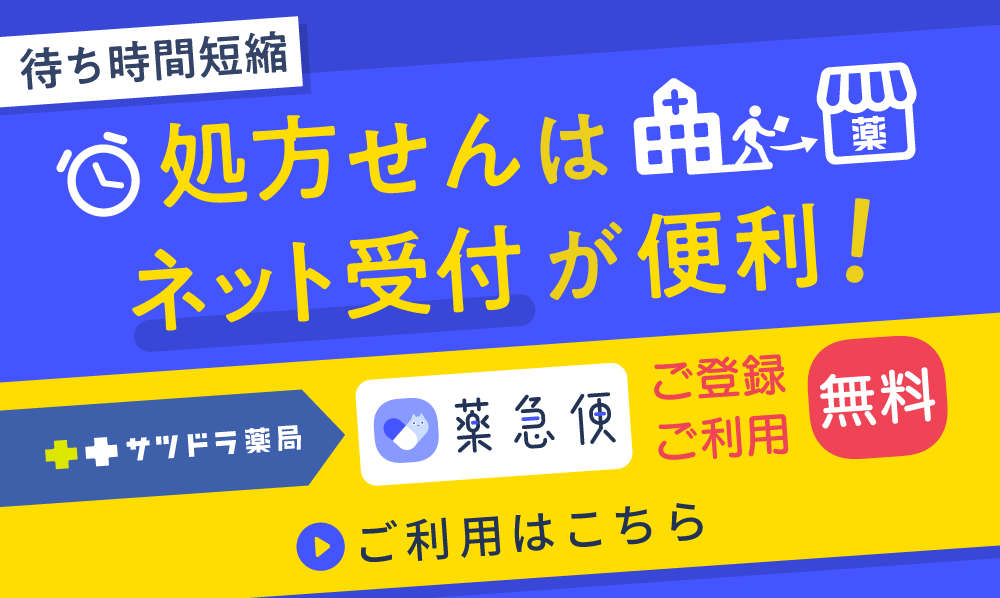 待ち時間短縮
処方せんは
薬
ネット受付が便利！
サツドラ薬局
薬急便
ご登録
ご利用
無料
ご利用はこちら